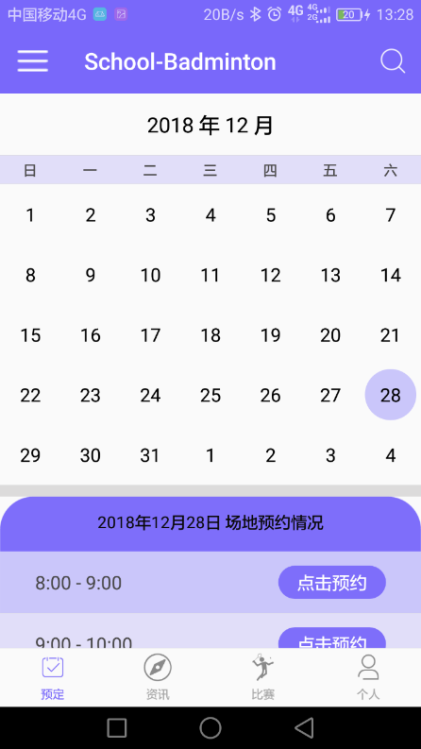 中国移动4G 20B/s 4G 4G 2G 20 13:28
School-Badminton
2018 年 12 月
日 一 二 三 四 五 六
1 2 3 4 5 6 7
8 9 10 11 12 13 14
15 16 17 18 19 20 21
22 23 24 25 26 27 28
29 30 31 1 2 3 4
2018年12月28日 场地预约情况
8:00 - 9:00 点击预约
9:00 - 10:00 点击预约
预定 资讯 比赛 个人